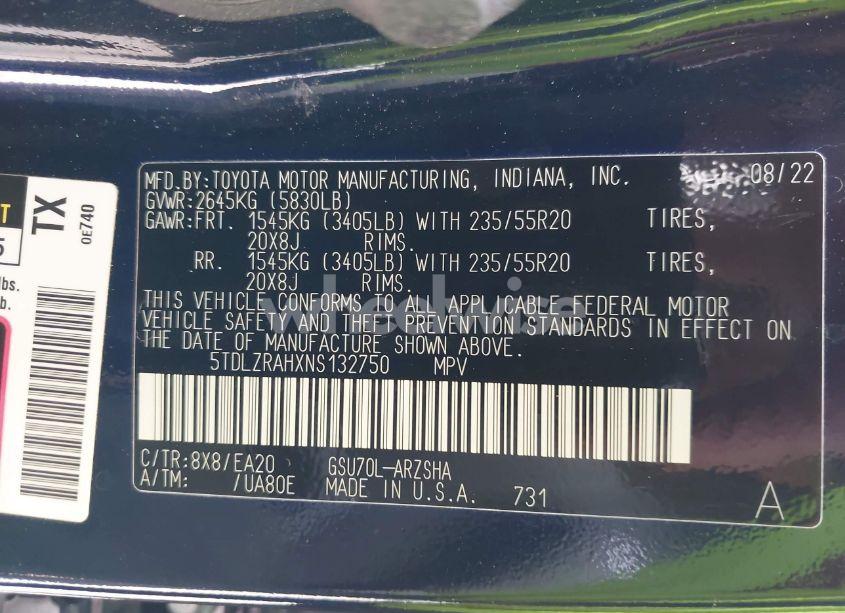 MFD.BY:TOYOTA MOTOR MANUFACTURING, INDIANA, INC. 08/22
GVWR:2645KG (5830LB)
GAWR:FRT. 1545KG (3405LB) WITH 235/55R20 TIRES,
20X8J RIMS.
RR. 1545KG (3405LB) WITH 235/55R20 TIRES,
20X8J RIMS.
THIS VEHICLE CONFORMS TO ALL APPLICABLE FEDERAL MOTOR
VEHICLE SAFETY AND THEFT PREVENTION STANDARDS IN EFFECT ON
THE DATE OF MANUFACTURE SHOWN ABOVE.
5TDLZRAHXNS132750 MPV
C/TR:8X8/EA20 GSU70L-ARZSHA
A/TM: /UA80E MADE IN U.S.A. 731 A
TX
0E740
lbs.
b.
wheelwise